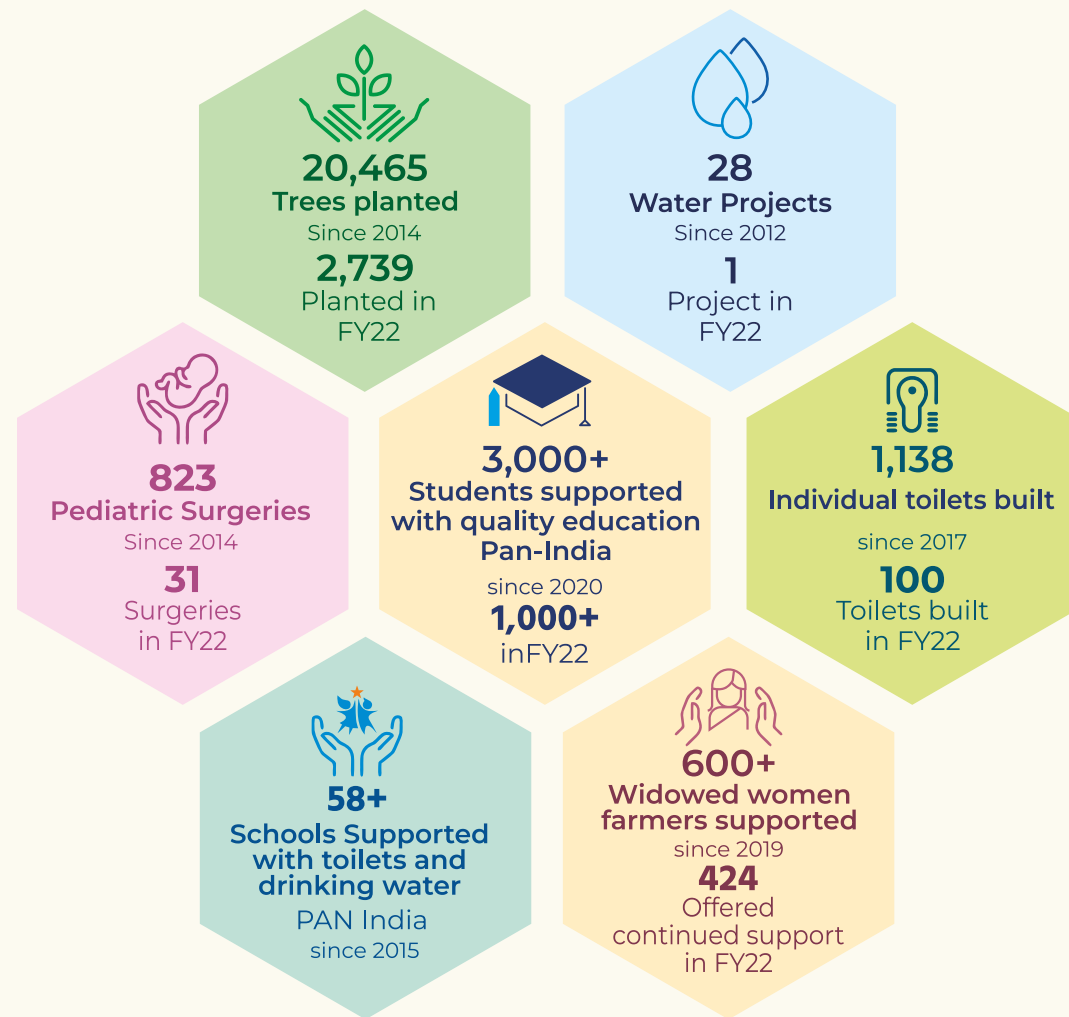 20,465
Trees planted
Since 2014
2,739
Planted in
FY22
28
Water Projects
Since 2012
1
Project in
FY22
823
Pediatric Surgeries
Since 2014
31
Surgeries
in FY22
3,000+
Students supported
with quality education
Pan-India
since 2020
1,000+
inFY22
1,138
Individual toilets built
since 2017
100
Toilets built
in FY22
58+
Schools Supported
with toilets and
drinking water
PAN India
since 2015
600+
Widowed women
farmers supported
since 2019
424
Offered
continued support
in FY22